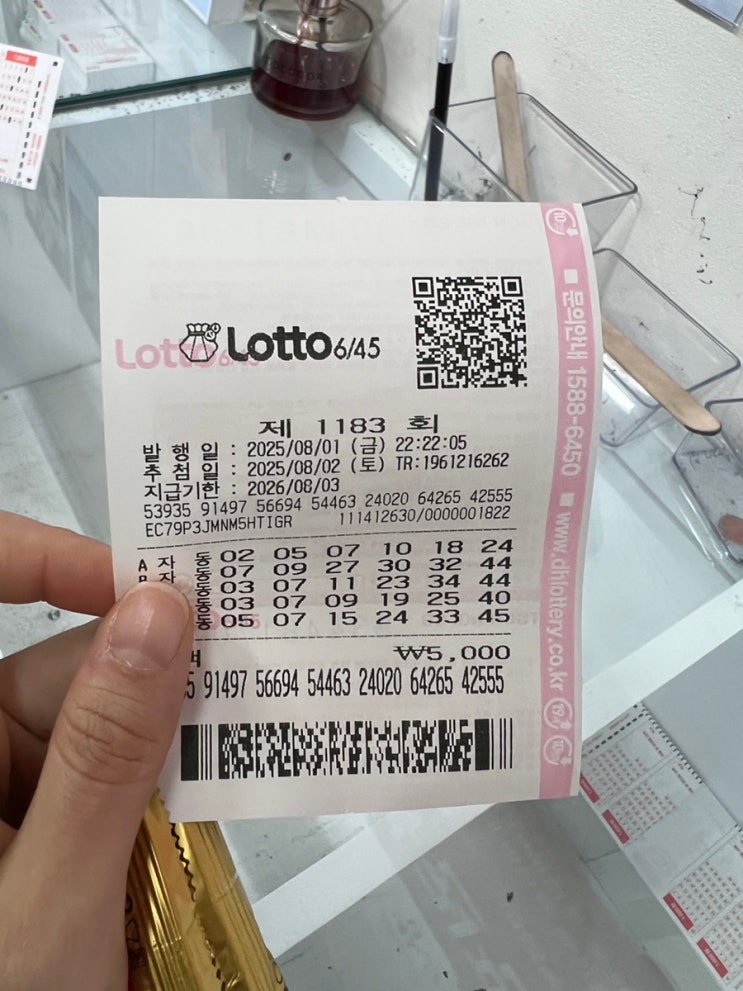 Lotto 6/45
제 1183 회
발 행 일 : 2025/08/01 (금) 22:22:05
추 첨 일 : 2025/08/02 (토) TR:1961216262
지급기한 : 2026/08/03
53935 91497 56694 54463 24020 64265 42555
EC79P3JMNM5HTIGR 111412630/0000001822
A 자 동 02 05 07 10 18 24
자 동 07 09 27 30 32 44
동 03 07 11 23 34 44
동 03 07 09 19 25 40
동 05 07 15 24 33 45
₩5,000
5 91497 56694 54463 24020 64265 42555
■ 문의안내 1588-6450 ■ www.dhlottery.co.kr